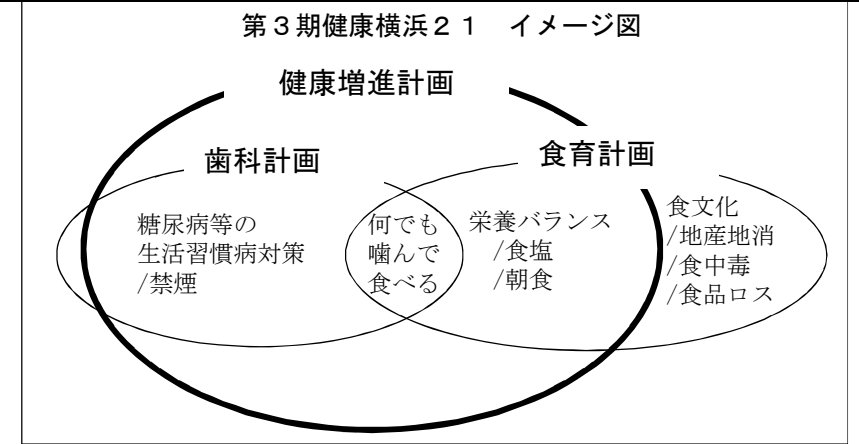 第3期健康横浜２１　イメージ図
健康増進計画
歯科計画
食育計画
糖尿病等の
生活習慣病対策
/禁煙
何でも
噛んで
食べる
栄養バランス
/食塩
/朝食
食文化
/地産地消
/食中毒
/食品ロス